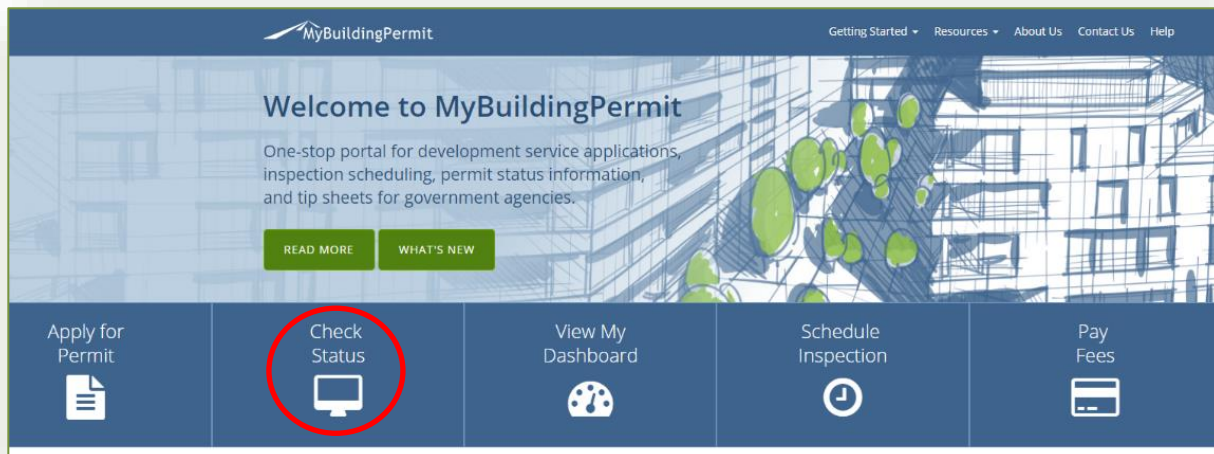 MyBuildingPermit
Getting Started Resources About Us Contact Us Help
Welcome to MyBuildingPermit
One-stop portal for development service applications,
inspection scheduling, permit status information,
and tip sheets for government agencies.
READ MORE WHAT'S NEW
Apply for
Permit
Check
Status
View My
Dashboard
Schedule
Inspection
Pay
Fees